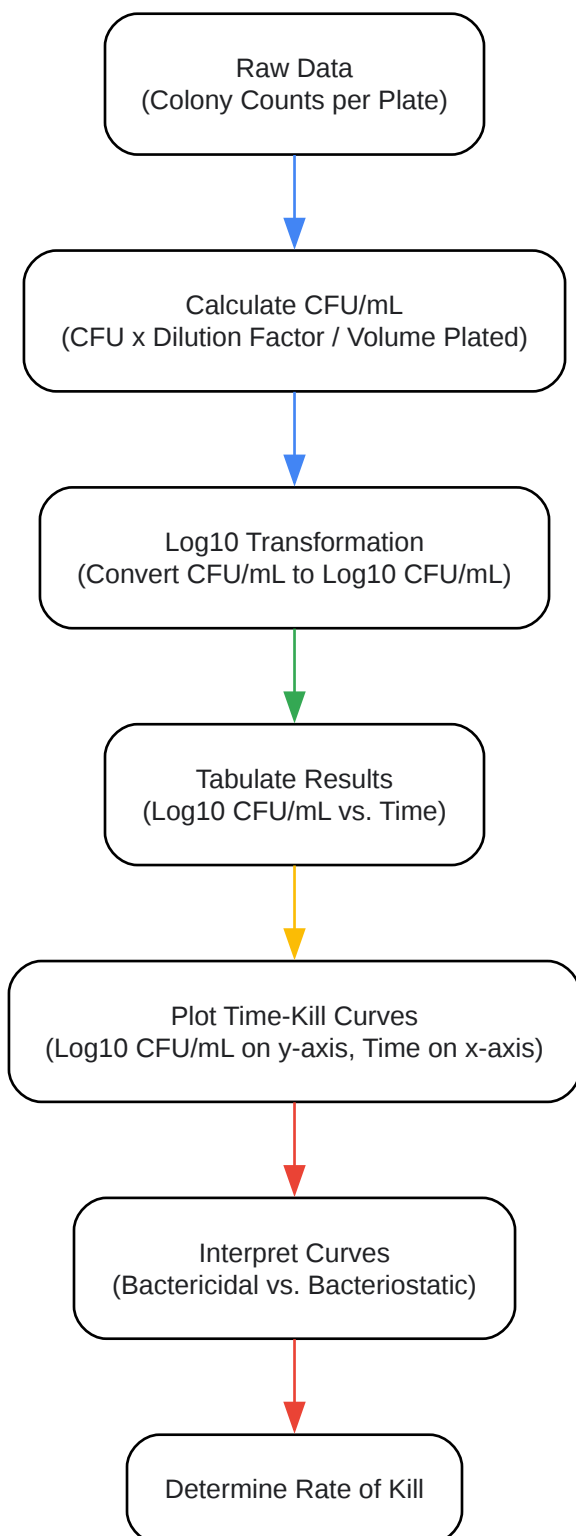 Raw Data
(Colony Counts per Plate)
Calculate CFU/mL
(CFU x Dilution Factor / Volume Plated)
Log10 Transformation
(Convert CFU/mL to Log10 CFU/mL)
Tabulate Results
(Log10 CFU/mL vs. Time)
Plot Time-Kill Curves
(Log10 CFU/mL on y-axis, Time on x-axis)
Interpret Curves
(Bactericidal vs. Bacteriostatic)
Determine Rate of Kill